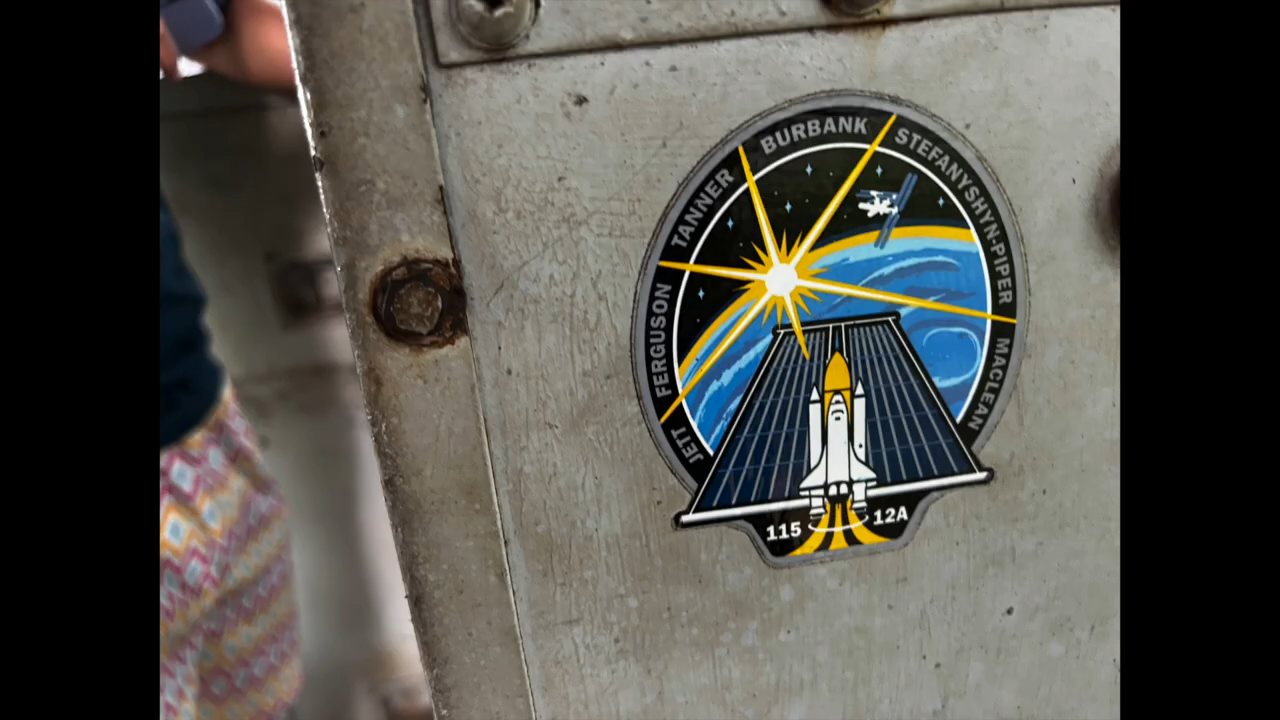 JETT
FERGUSON
TANNER
BURBANK
STEFANYSHYN-PIPER
MACLEAN
115
12A